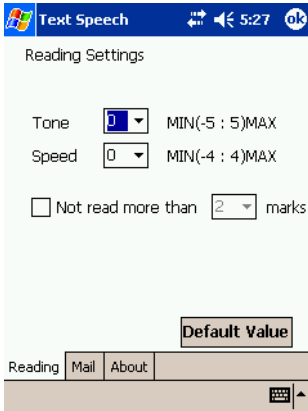 Text Speech 5:27 ok
Reading Settings
Tone 0 MIN(-5 : 5)MAX
Speed 0 MIN(-4 : 4)MAX
Not read more than 2 marks
Default Value
Reading Mail About